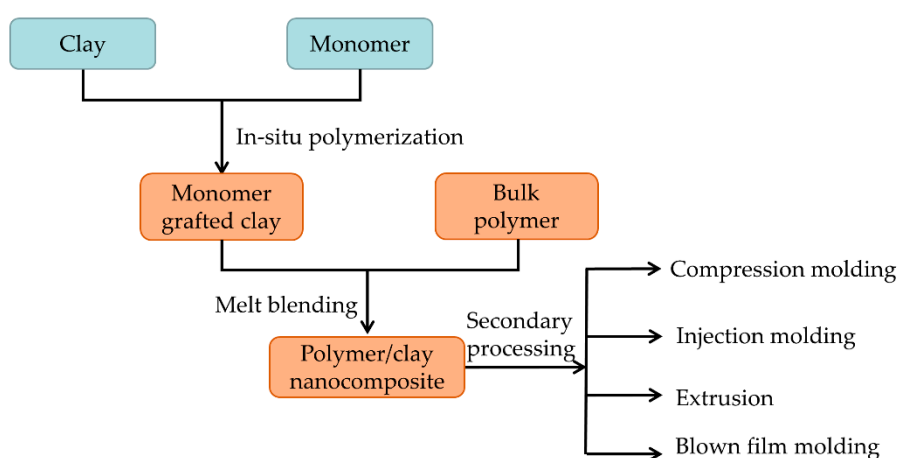 Clay
Monomer
In-situ polymerization
Monomer
grafted clay
Bulk
polymer
Melt blending
Polymer/clay
nanocomposite
Secondary
processing
Compression molding
Injection molding
Extrusion
Blown film molding